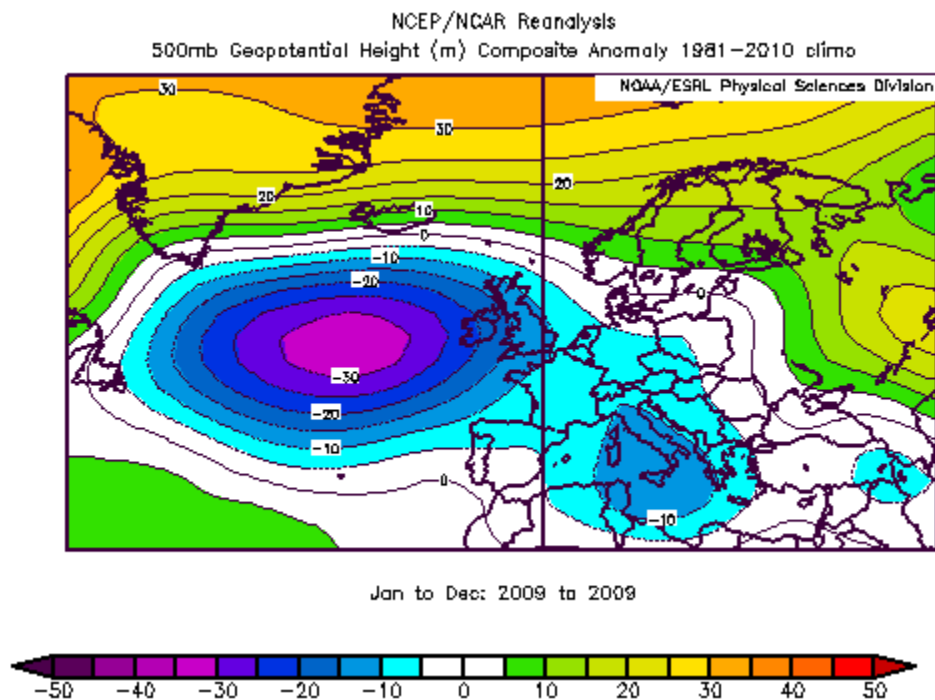 NCEP/NCAR Reanalysis
500mb Geopotential Height (m) Composite Anomaly 1981-2010 climo
NOAA/ESRL Physical Sciences Division
30
30
20
20
10
0
-10
-20
0
-30
-20
-10
0
-10
Jan to Dec: 2009 to 2009
-50 -40 -30 -20 -10 0 10 20 30 40 50